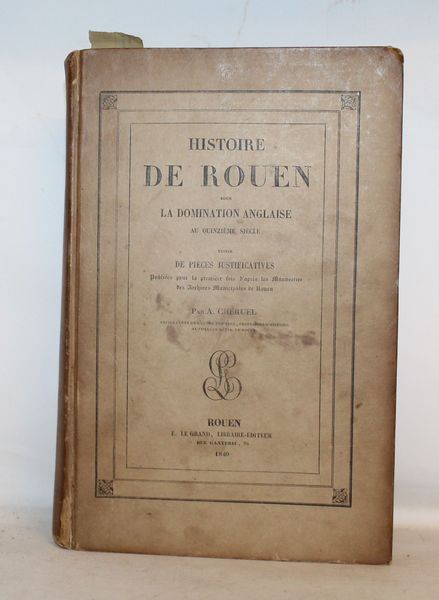 HISTOIRE
DE ROUEN
SOUS
LA DOMINATION ANGLAISE
AU QUINZIÈME SIÈCLE
SUIVIE
DE PIÈCES JUSTIFICATIVES
Publiées pour la première fois d'après les Manuscrits
des Archives Municipales de Rouen
PAR A. CHÉRUEL
ROUEN
E. LE GRAND, LIBRAIRE-ÉDITEUR
RUE GANTERIE, 26
1840